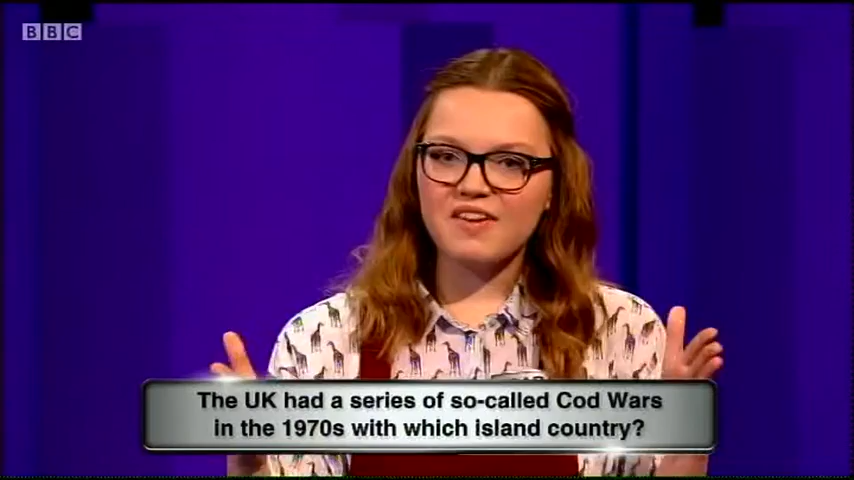 BBC
The UK had a series of so-called Cod Wars
in the 1970s with which island country?